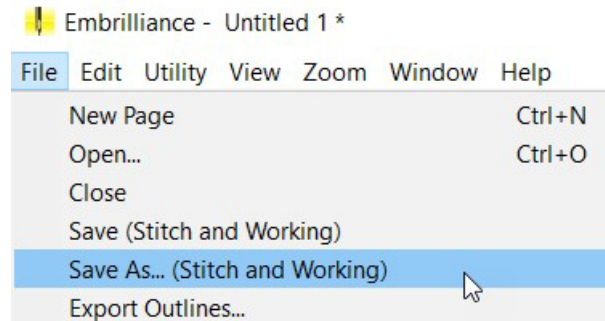 Embrilliance - Untitled 1 *
File Edit Utility View Zoom Window Help
New Page Ctrl+N
Open... Ctrl+O
Close
Save (Stitch and Working)
Save As... (Stitch and Working)
Export Outlines...